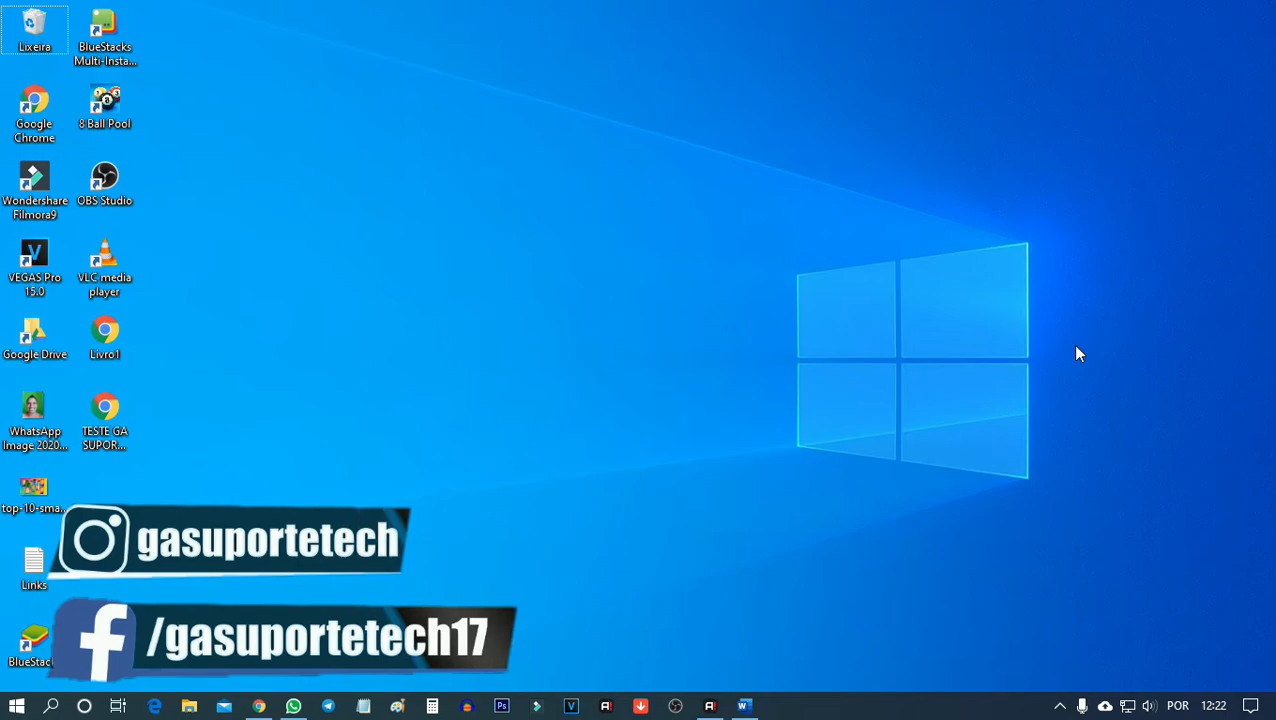 Lixeira
BlueStacks
Multi-Insta...
Google
Chrome
8 Ball Pool
Wondershare
Filmora9
OBS Studio
VEGAS Pro
15.0
VLC media
player
Google Drive
Livro1
WhatsApp
Image 2020...
TESTE GA
SUPOR...
top-10-sma...
gasuportetech
Links
/gasuportetech17
BlueStac
POR
12:22